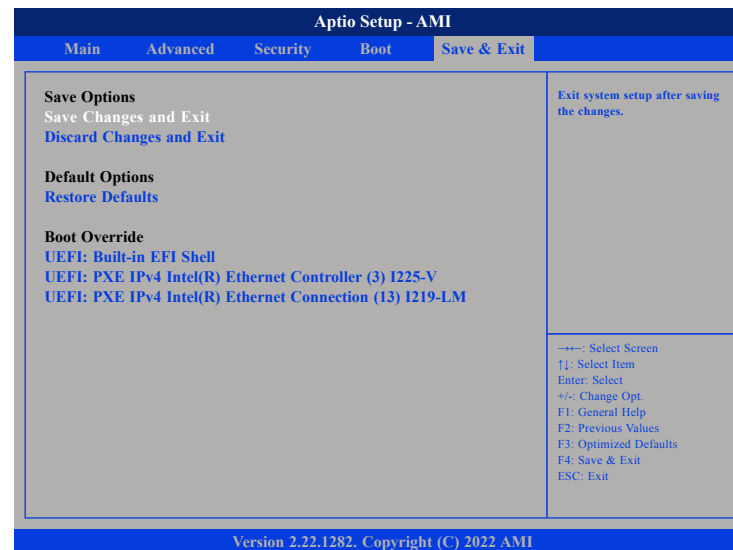 Aptio Setup - AMI
Main Advanced Security Boot Save & Exit
Save Options
Save Changes and Exit
Discard Changes and Exit
Default Options
Restore Defaults
Boot Override
UEFI: Built-in EFI Shell
UEFI: PXE IPv4 Intel(R) Ethernet Controller (3) I225-V
UEFI: PXE IPv4 Intel(R) Ethernet Connection (13) I219-LM
Exit system setup after saving
the changes.
→←: Select Screen
↑↓: Select Item
Enter: Select
+/-: Change Opt.
F1: General Help
F2: Previous Values
F3: Optimized Defaults
F4: Save & Exit
ESC: Exit
Version 2.22.1282. Copyright (C) 2022 AMI